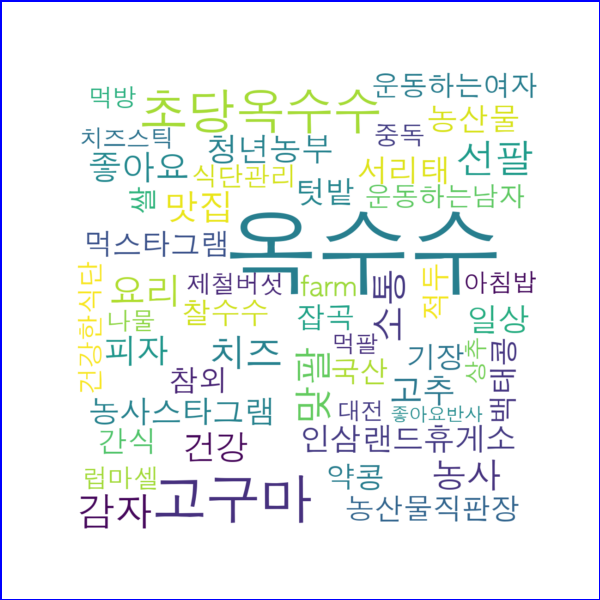 먹방
초당옥수수
운동하는여자
치즈스틱
좋아요
청년농부
중독
농산물
식단관리
서리태
선팔
쌀
맛집
텃밭
운동하는남자
옥수수
먹스타그램
건강한식단
요리
제철버섯
farm
소통
적두
아침밥
나물
찰수수
잡곡
일상
피자
치즈
먹팔
기장
상추
백태콩
참외
맞팔
국산
고추
농사스타그램
대전
좋아요반사
간식
건강
인삼랜드휴게소
럽마셀
고구마
약콩
농사
감자
농산물직판장